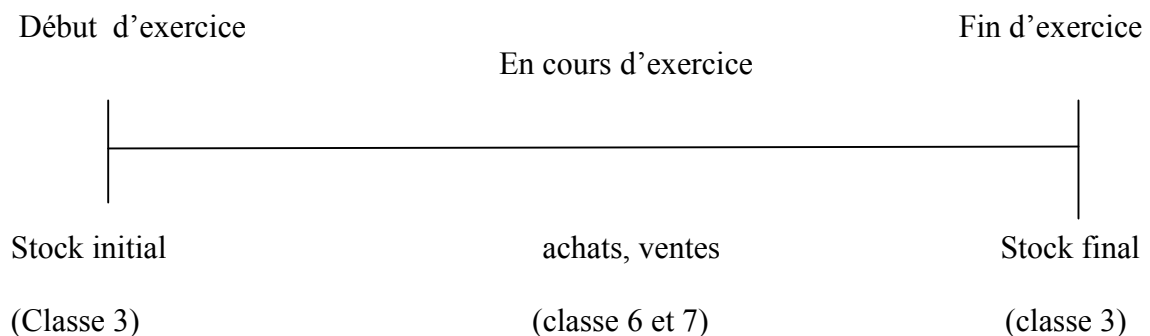 Début d’exercice
Fin d’exercice
En cours d’exercice
Stock initial
achats, ventes
Stock final
(Classe 3)
(classe 6 et 7)
(classe 3)